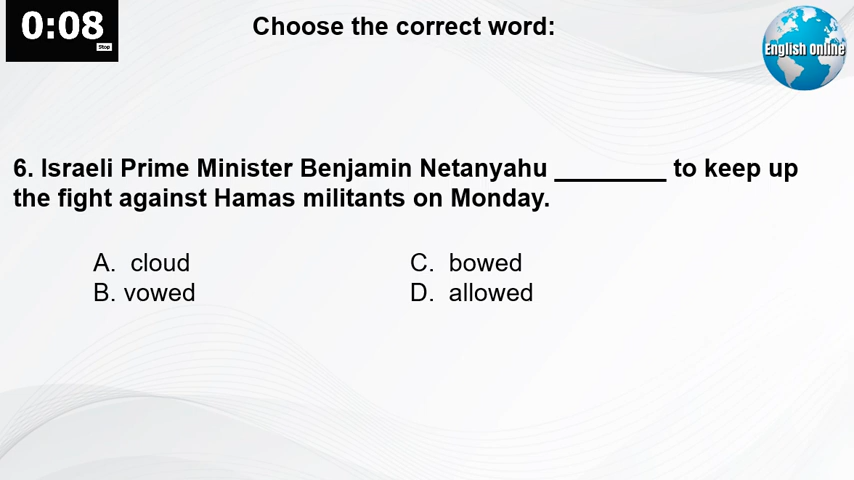 0:08
Stop
Choose the correct word:
English Online
6. Israeli Prime Minister Benjamin Netanyahu ________ to keep up
the fight against Hamas militants on Monday.
A. cloud
B. vowed
C. bowed
D. allowed